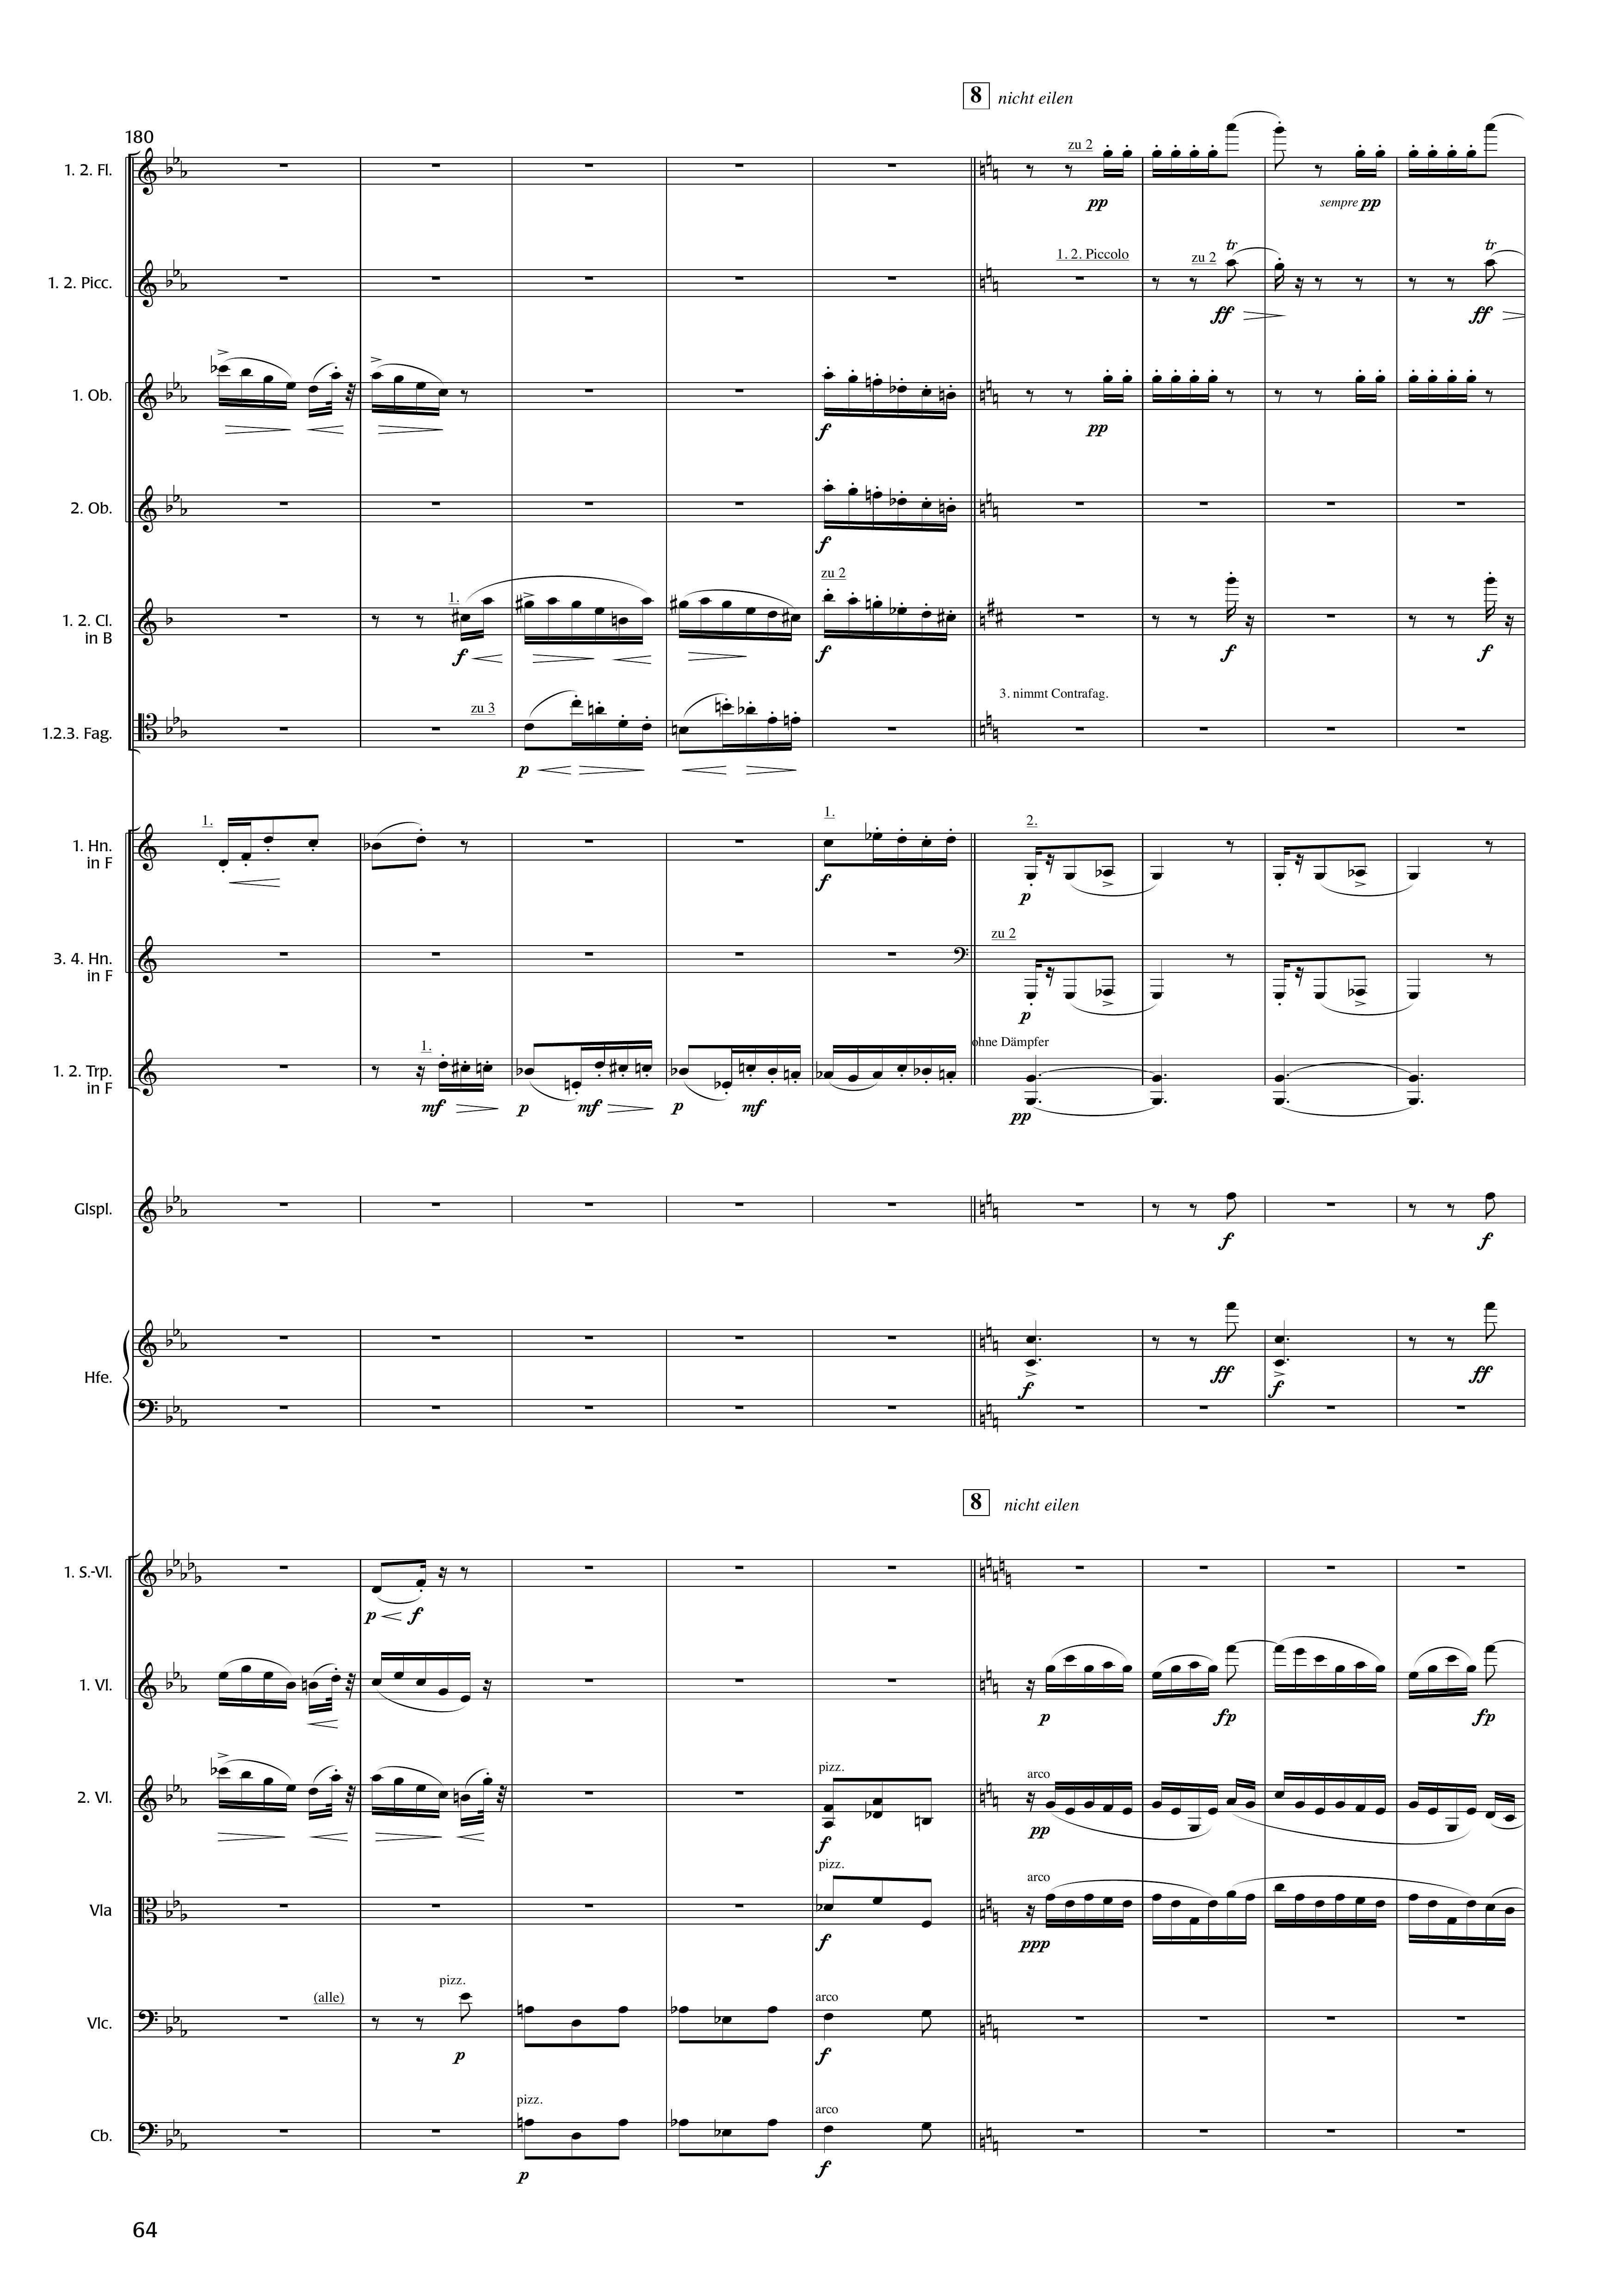 8 nicht eilen
180
zu 2
1. 2. Fl.
pp
sempre pp
1. 2. Piccolo
zu 2
tr
tr
1. 2. Picc.
ff
ff
1. Ob.
pp
f
2. Ob.
f
zu 2
1.
1. 2. Cl.
in B
f
f
f
f
3. nimmt Contrafag.
zu 3
1.2.3. Fag.
p
1.
1.
2.
1. Hn.
in F
f
p
zu 2
3. 4. Hn.
in F
p
1.
ohne Dämpfer
1. 2. Trp.
in F
mf
p
mf
p
mf
pp
Glspl.
f
f
Hfe.
f
ff
f
ff
8 nicht eilen
1. S.-Vl.
p
f
1. Vl.
p
fp
fp
pizz.
arco
2. Vl.
f
pp
pizz.
arco
Vla
f
ppp
(alle)
pizz.
arco
Vlc.
p
f
pizz.
arco
Cb.
p
f
64